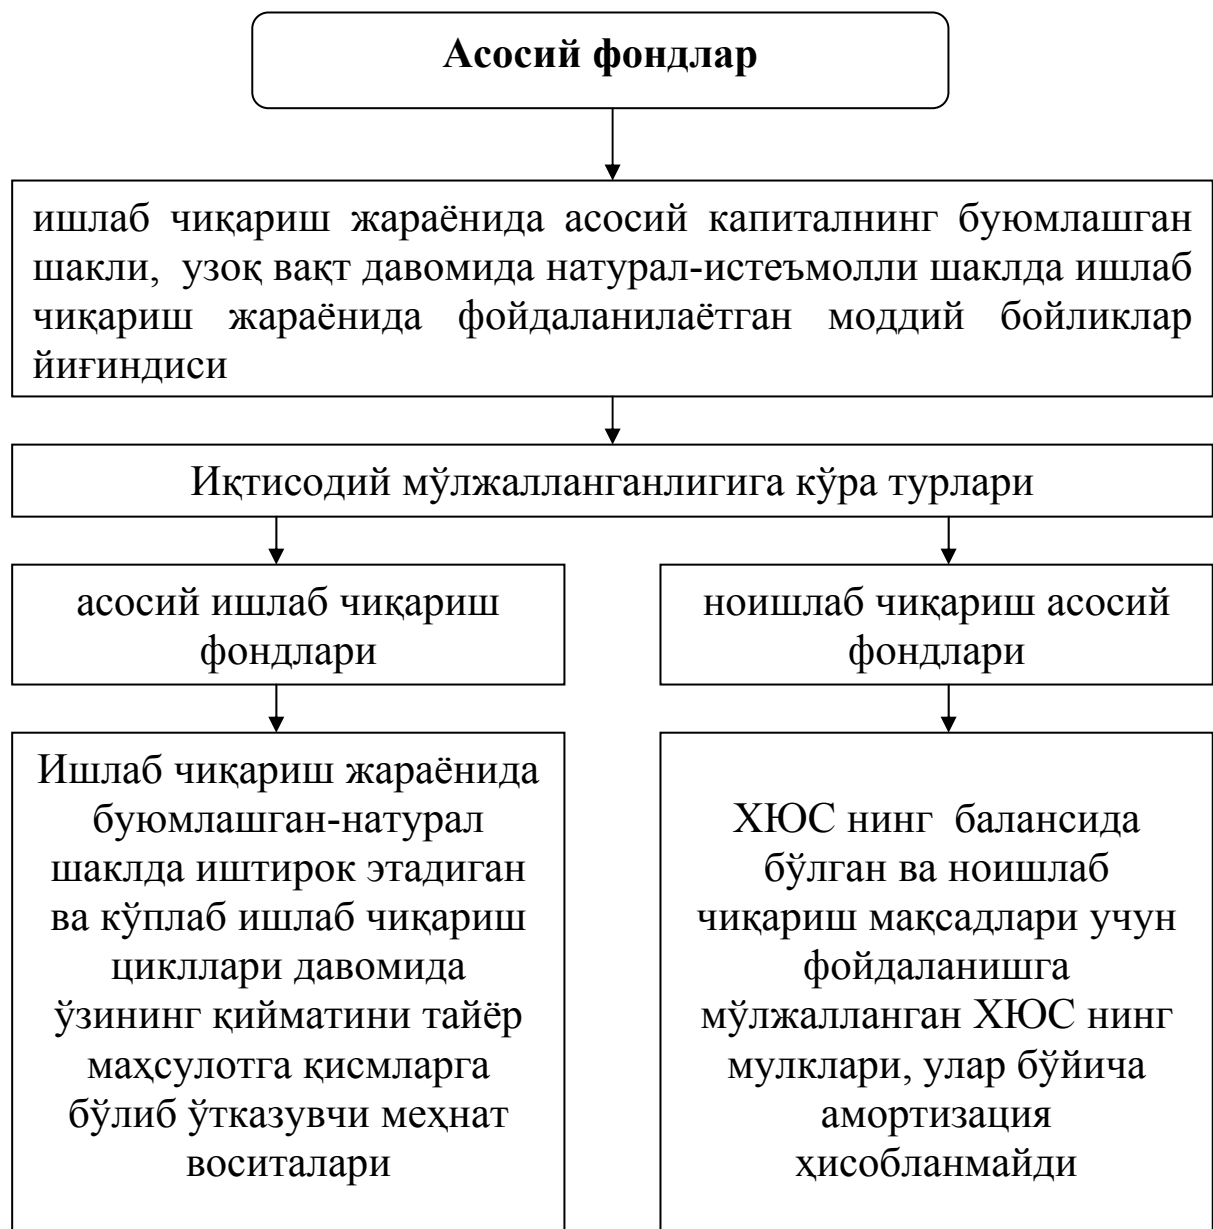 Асосий фондлар
ишлаб чиқариш жараёнида асосий капиталнинг буюмлашган
шакли, узоқ вақт давомида натурал-истеъмолли шаклда ишлаб
чиқариш жараёнида фойдаланилаётган моддий бойликлар
йиғиндиси
Иқтисодий мўлжалланганлигига кўра турлари
асосий ишлаб чиқариш
фондлари
ноишлаб чиқариш асосий
фондлари
Ишлаб чиқариш жараёнида
буюмлашган-натурал
шаклда иштирок этадиган
ва кўплаб ишлаб чиқариш
цикллари давомида
ўзининг қийматини тайёр
маҳсулотга қисмларга
бўлиб ўтказувчи меҳнат
воситалари
ХЮС нинг балансида
бўлган ва ноишлаб
чиқариш мақсадлари учун
фойдаланишга
мўлжалланган ХЮС нинг
мулклари, улар бўйича
амортизация
ҳисобланмайди